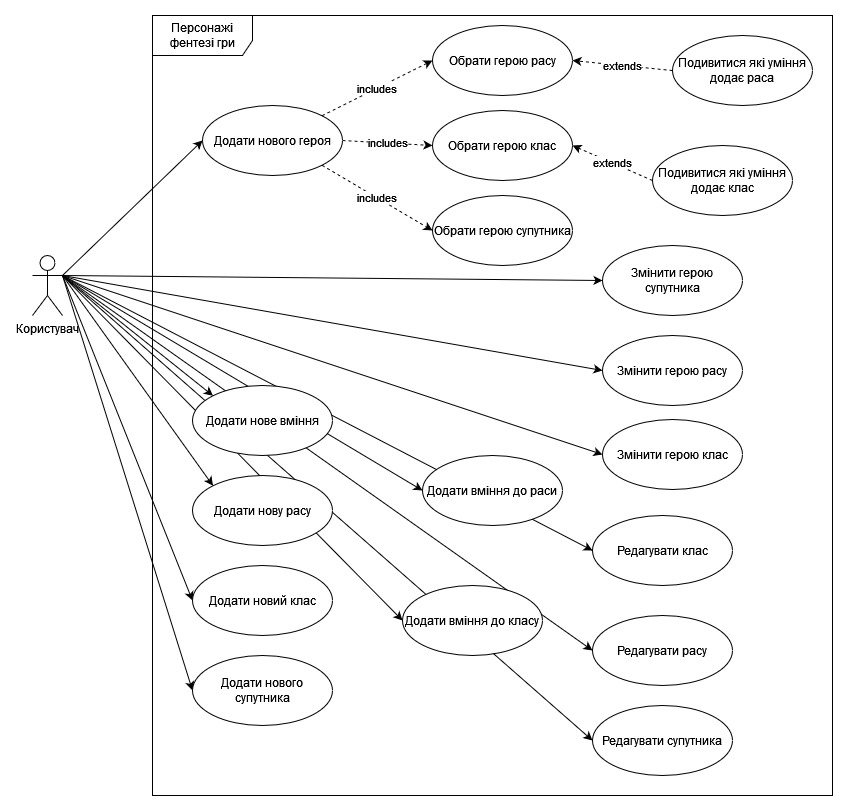 Персонажі
фентезі гри
Обрати герою расу
extends
Подивитися які уміння
додає раса
includes
Додати нового героя
includes
Обрати герою клас
extends
Подивитися які уміння
додає клас
includes
Обрати герою супутника
Змінити герою
супутника
Користувач
Змінити герою расу
Додати нове вміння
Змінити герою клас
Додати вміння до раси
Додати нову расу
Редагувати клас
Додати новий клас
Додати вміння до класу
Редагувати расу
Додати нового
супутника
Редагувати супутника